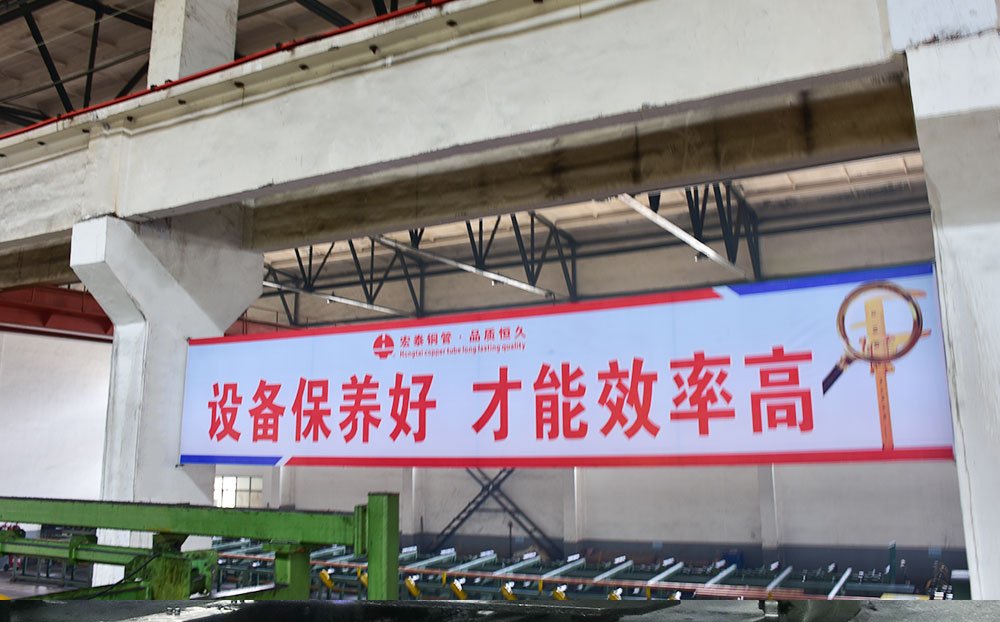 宏泰铜管·品质恒久
Hongtai copper tube long lasting quality
设备保养好 才能效率高